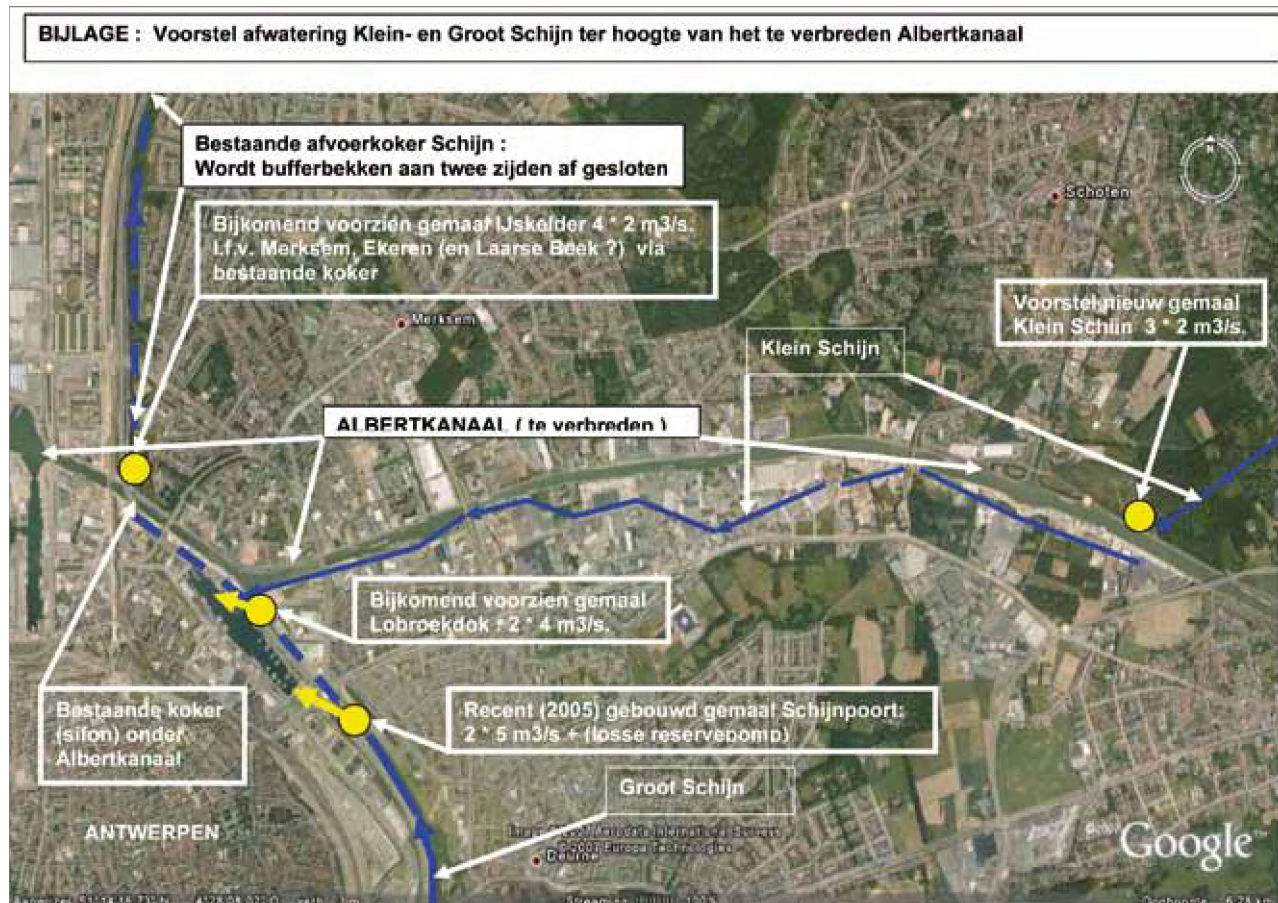 BIJLAGE : Voorstel afwatering Klein- en Groot Schijn ter hoogte van het te verbreden Albertkanaal
Bestaande afvoerkoker Schijn :
Wordt bufferbekken aan twee zijden af gesloten
N
Schoten
Bijkomend voorzien gemaal IJskelder 4 * 2 m3/s.
I.f.v. Merksem, Ekeren (en Laarse Beek ?) via
bestaande koker
Voorstel nieuw gemaal
Klein Schijn 3 * 2 m3/s.
Merksem
Klein Schijn
ALBERTKANAAL ( te verbreden )
Bijkomend voorzien gemaal
Lobroekdok : 2 * 4 m3/s.
Bestaande koker
(sifon) onder
Albertkanaal
Recent (2005) gebouwd gemaal Schijnpoort:
2 * 5 m3/s + (losse reservepomp)
Groot Schijn
ANTWERPEN
© 2007 Europa Technologies
Deurne
Google